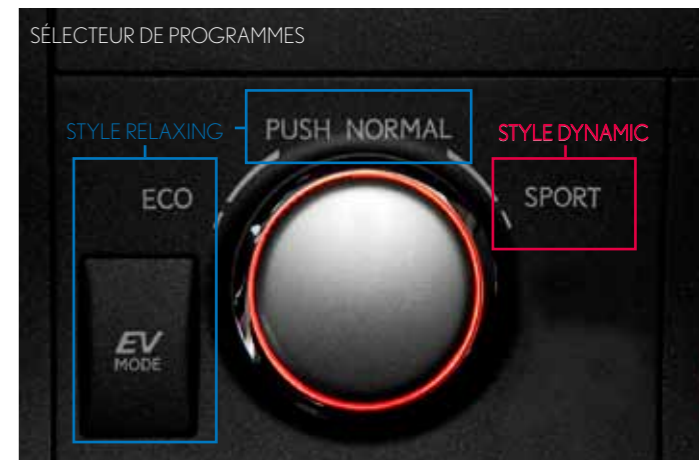 SÉLECTEUR DE PROGRAMMES
STYLE RELAXING
PUSH NORMAL
STYLE DYNAMIC
ECO
SPORT
EV
MODE